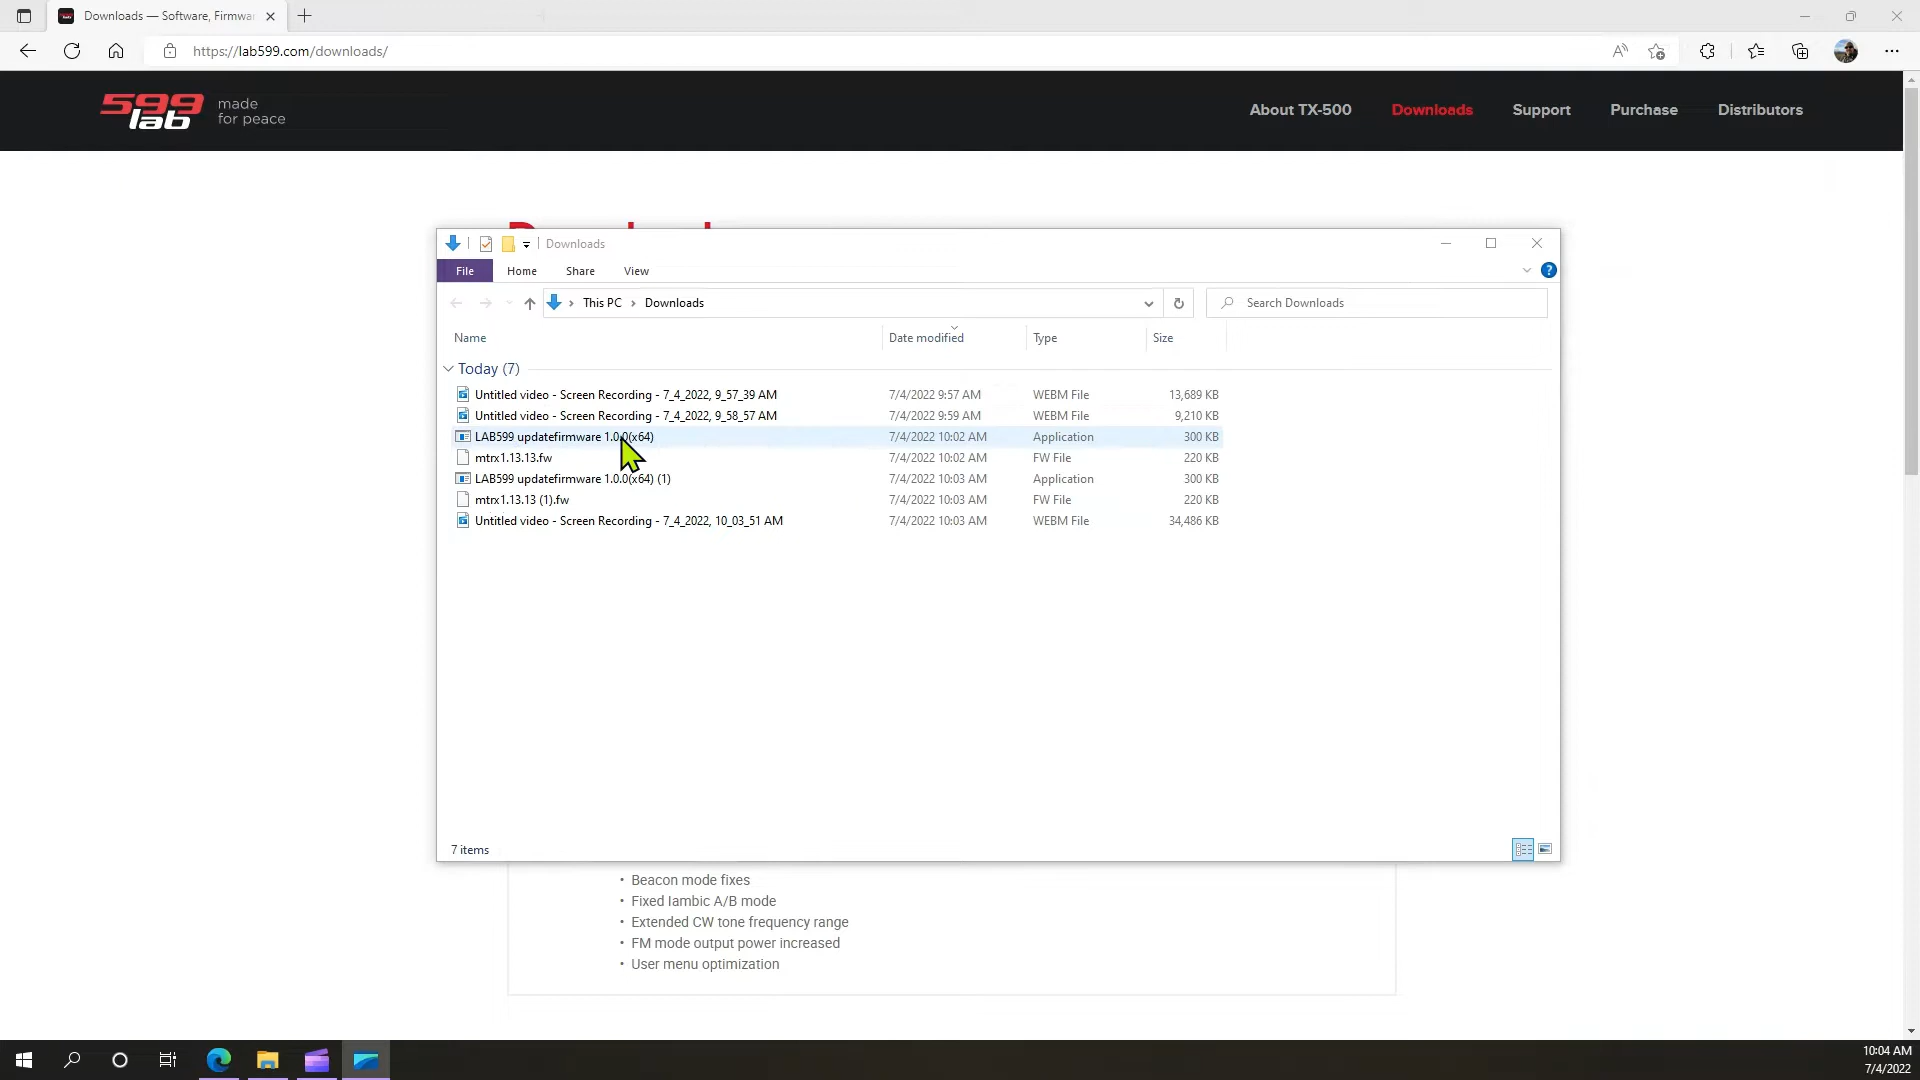 Downloads — Software, Firmwar
https://lab599.com/downloads/
599 lab made for peace
About TX-500 Downloads Support Purchase Distributors
Downloads
File Home Share View
This PC > Downloads Search Downloads
Name Date modified Type Size
Today (7)
Untitled video - Screen Recording - 7_4_2022, 9_57_39 AM 7/4/2022 9:57 AM WEBM File 13,689 KB
Untitled video - Screen Recording - 7_4_2022, 9_58_57 AM 7/4/2022 9:59 AM WEBM File 9,210 KB
LAB599 updatefirmware 1.0.0(x64) 7/4/2022 10:02 AM Application 300 KB
mtrx1.13.13.fw 7/4/2022 10:02 AM FW File 220 KB
LAB599 updatefirmware 1.0.0(x64) (1) 7/4/2022 10:03 AM Application 300 KB
mtrx1.13.13 (1).fw 7/4/2022 10:03 AM FW File 220 KB
Untitled video - Screen Recording - 7_4_2022, 10_03_51 AM 7/4/2022 10:03 AM WEBM File 34,486 KB
7 items
• Beacon mode fixes
• Fixed Iambic A/B mode
• Extended CW tone frequency range
• FM mode output power increased
• User menu optimization
10:04 AM
7/4/2022